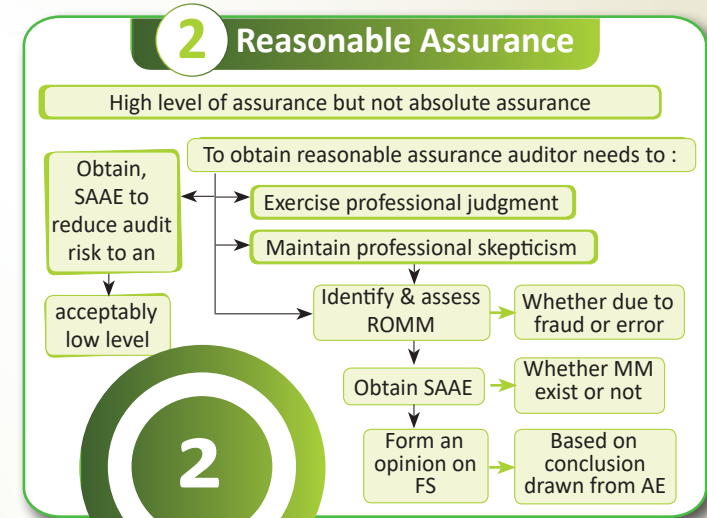 2 Reasonable Assurance
High level of assurance but not absolute assurance
To obtain reasonable assurance auditor needs to :
Obtain,
SAAE to
reduce audit
risk to an
acceptably
low level
Exercise professional judgment
Maintain professional skepticism
Identify & assess
ROMM
Whether due to
fraud or error
Obtain SAAE
Whether MM
exist or not
Form an
opinion on
FS
Based on
conclusion
drawn from AE
2